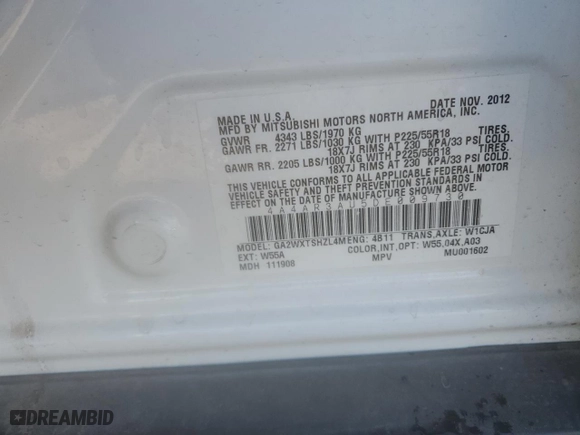 MADE IN U.S.A. DATE NOV. 2012
MFD BY MITSUBISHI MOTORS NORTH AMERICA, INC.
GVWR 4343 LBS/1970 KG
GAWR FR. 2271 LBS/1030 KG WITH P225/55R18 TIRES,
18X7J RIMS AT 230 KPA/33 PSI COLD.
GAWR RR. 2205 LBS/1000 KG WITH P225/55R18 TIRES,
18X7J RIMS AT 230 KPA/33 PSI COLD.
THIS VEHICLE CONFORMS TO ALL APPLICABLE FEDERAL MOTOR
VEHICLE SAFETY AND THEFT PREVENTION STANDARDS IN
EFFECT ON THE DATE OF MANUFACTURE SHOWN ABOVE.
4A4AR3AU5DE009730
MODEL: GA2WXTSHZL4M ENG: 4B11 TRANS,AXLE: W1CJA
EXT: W55A COLOR,INT,OPT: W55,04X,A03
MDH 111908 MPV MU001602
DREAMBID